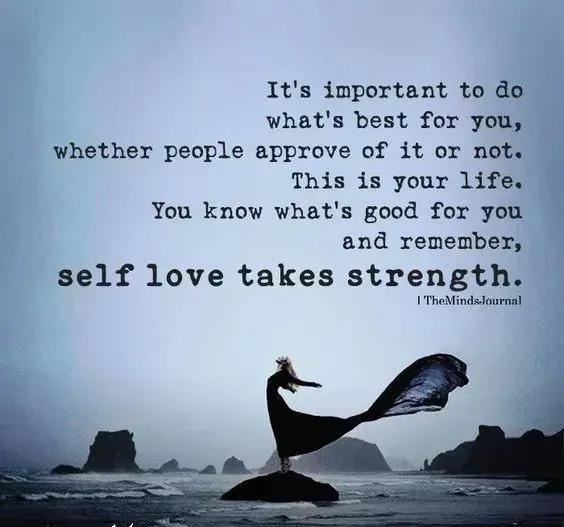 It's important to do
what's best for you,
whether people approve of it or not.
This is your life.
You know what's good for you
and remember,
self love takes strength.
| TheMindsJournal